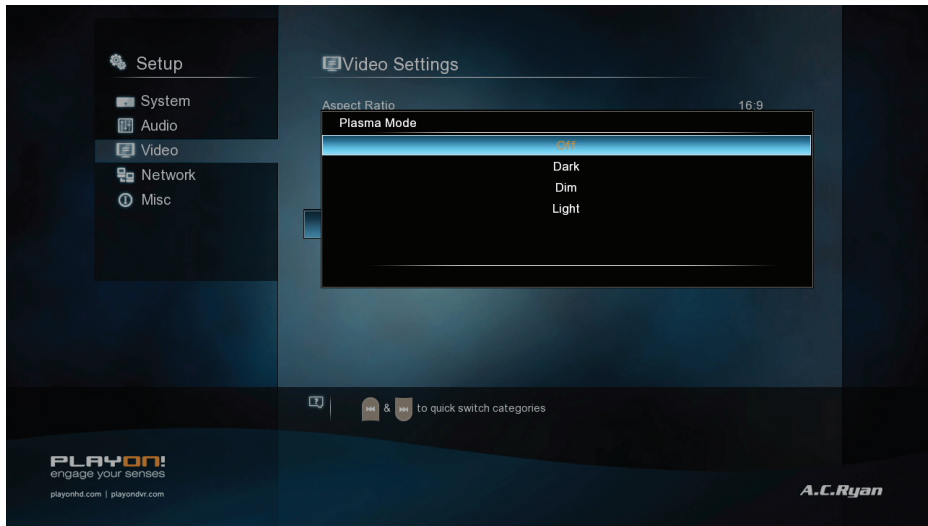 Setup
System
Audio
Video
Network
Misc
Video Settings
Aspect Ratio 16:9
Plasma Mode
Off
Dark
Dim
Light
& to quick switch categories
PLAYON!
engage your senses
playonhd.com | playondvr.com
A.C.Ryan